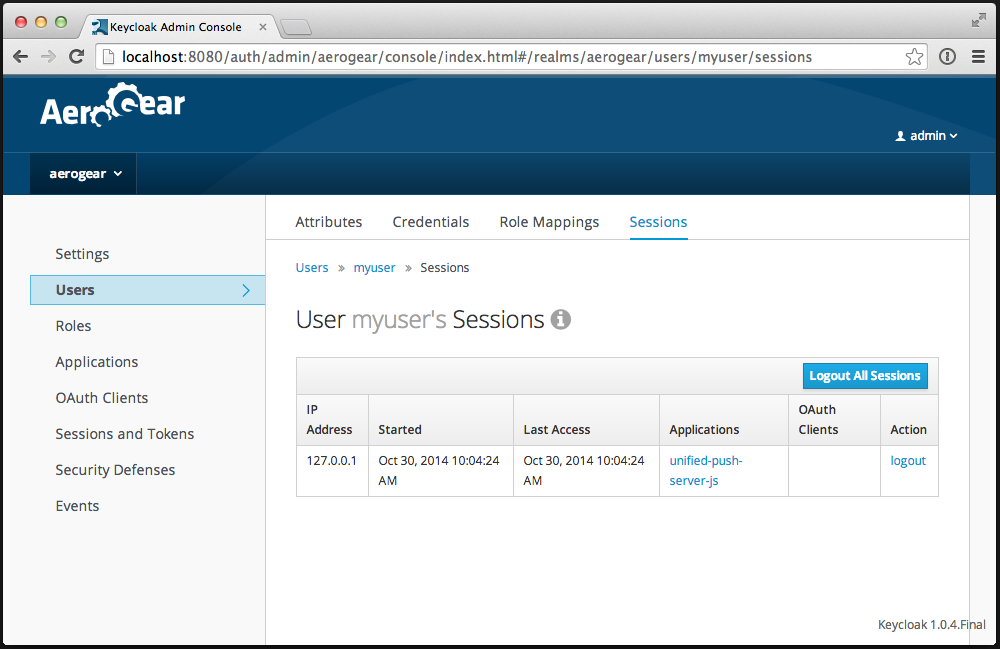 Keycloak Admin Console
localhost:8080/auth/admin/aerogear/console/index.html#/realms/aerogear/users/myuser/sessions
AeroGear
admin
aerogear
Attributes Credentials Role Mappings Sessions
Settings
Users
Roles
Applications
OAuth Clients
Sessions and Tokens
Security Defenses
Events
Users » myuser » Sessions
User myuser's Sessions
Logout All Sessions
IP Address Started Last Access Applications OAuth Clients Action
127.0.0.1 Oct 30, 2014 10:04:24 AM Oct 30, 2014 10:04:24 AM unified-push-server-js logout
Keycloak 1.0.4.Final